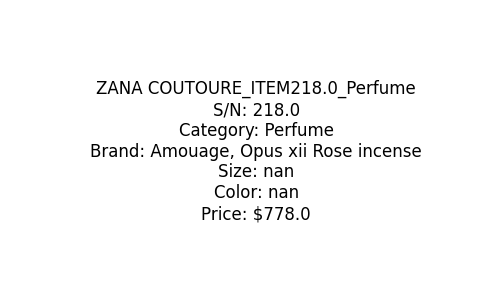 ZANA COUTOURE_ITEM218.0_Perfume
S/N: 218.0
Category: Perfume
Brand: Amouage, Opus xii Rose incense
Size: nan
Color: nan
Price: $778.0